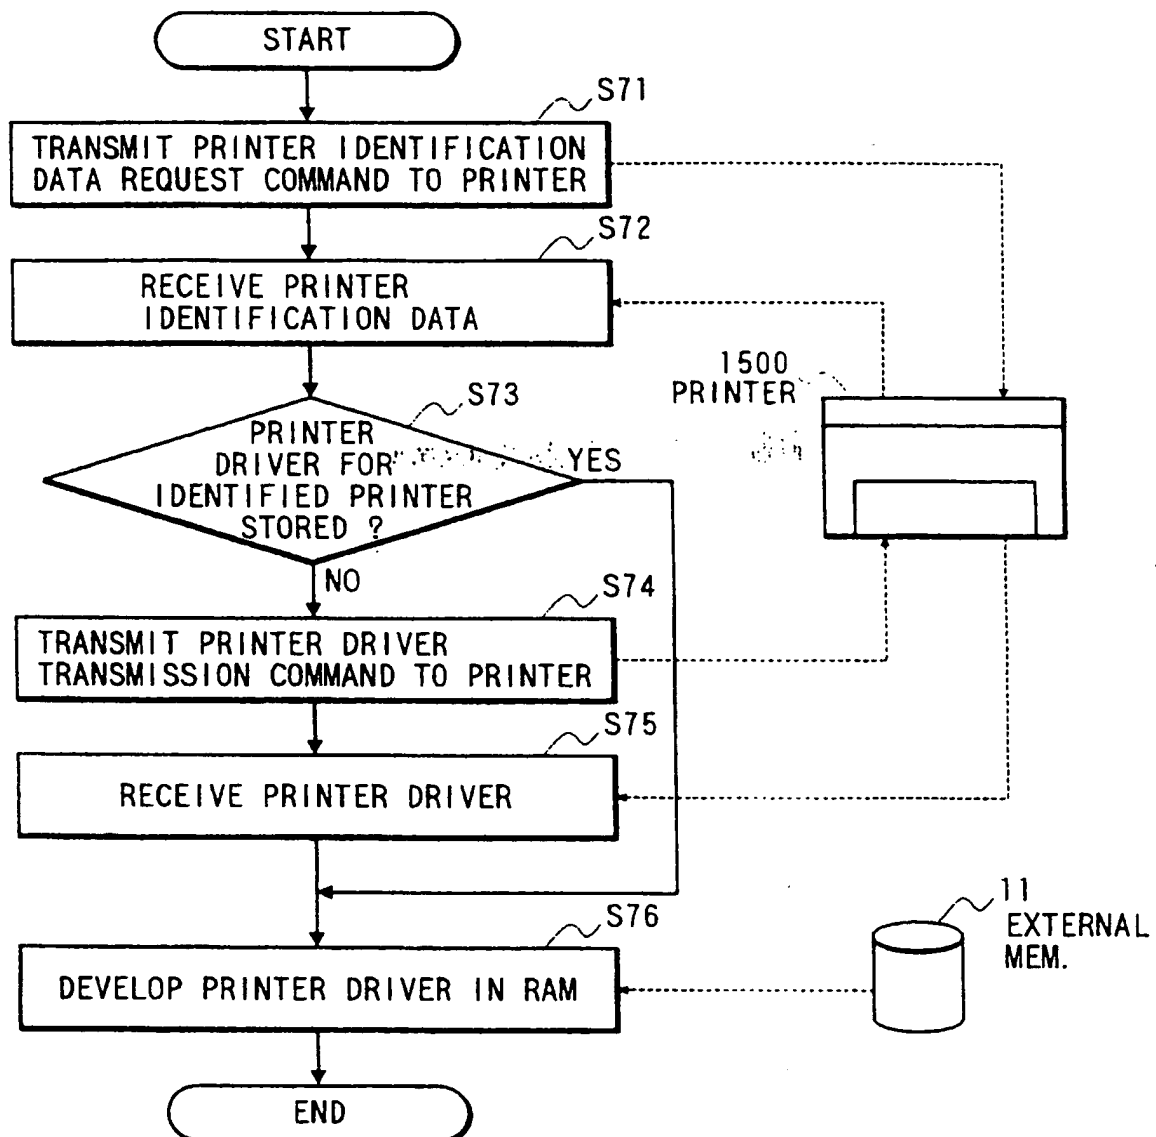 START
S71
TRANSMIT PRINTER IDENTIFICATION
DATA REQUEST COMMAND TO PRINTER
S72
RECEIVE PRINTER
IDENTIFICATION DATA
1500
PRINTER
S73
PRINTER
DRIVER FOR
IDENTIFIED PRINTER
STORED ?
YES
NO
S74
TRANSMIT PRINTER DRIVER
TRANSMISSION COMMAND TO PRINTER
S75
RECEIVE PRINTER DRIVER
S76
DEVELOP PRINTER DRIVER IN RAM
11
EXTERNAL
MEM.
END